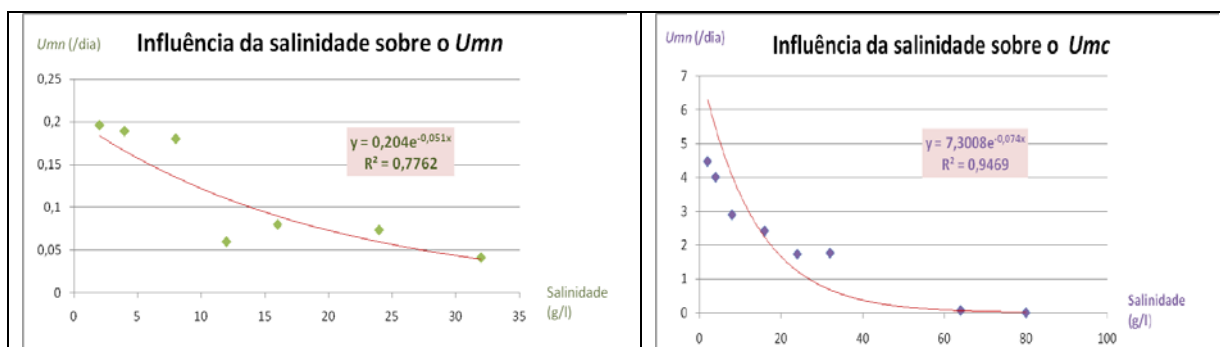 Umn (/dia)
Influência da salinidade sobre o Umn
0,25
0,2
0,15
0,1
0,05
0
y = 0,204e^-0,051x
R² = 0,7762
0 5 10 15 20 25 30 35
Salinidade
(g/l)
Umn (/dia)
Influência da salinidade sobre o Umc
7
6
5
4
3
2
1
0
y = 7,3008e^-0,074x
R² = 0,9469
0 20 40 60 80 100
Salinidade
(g/l)